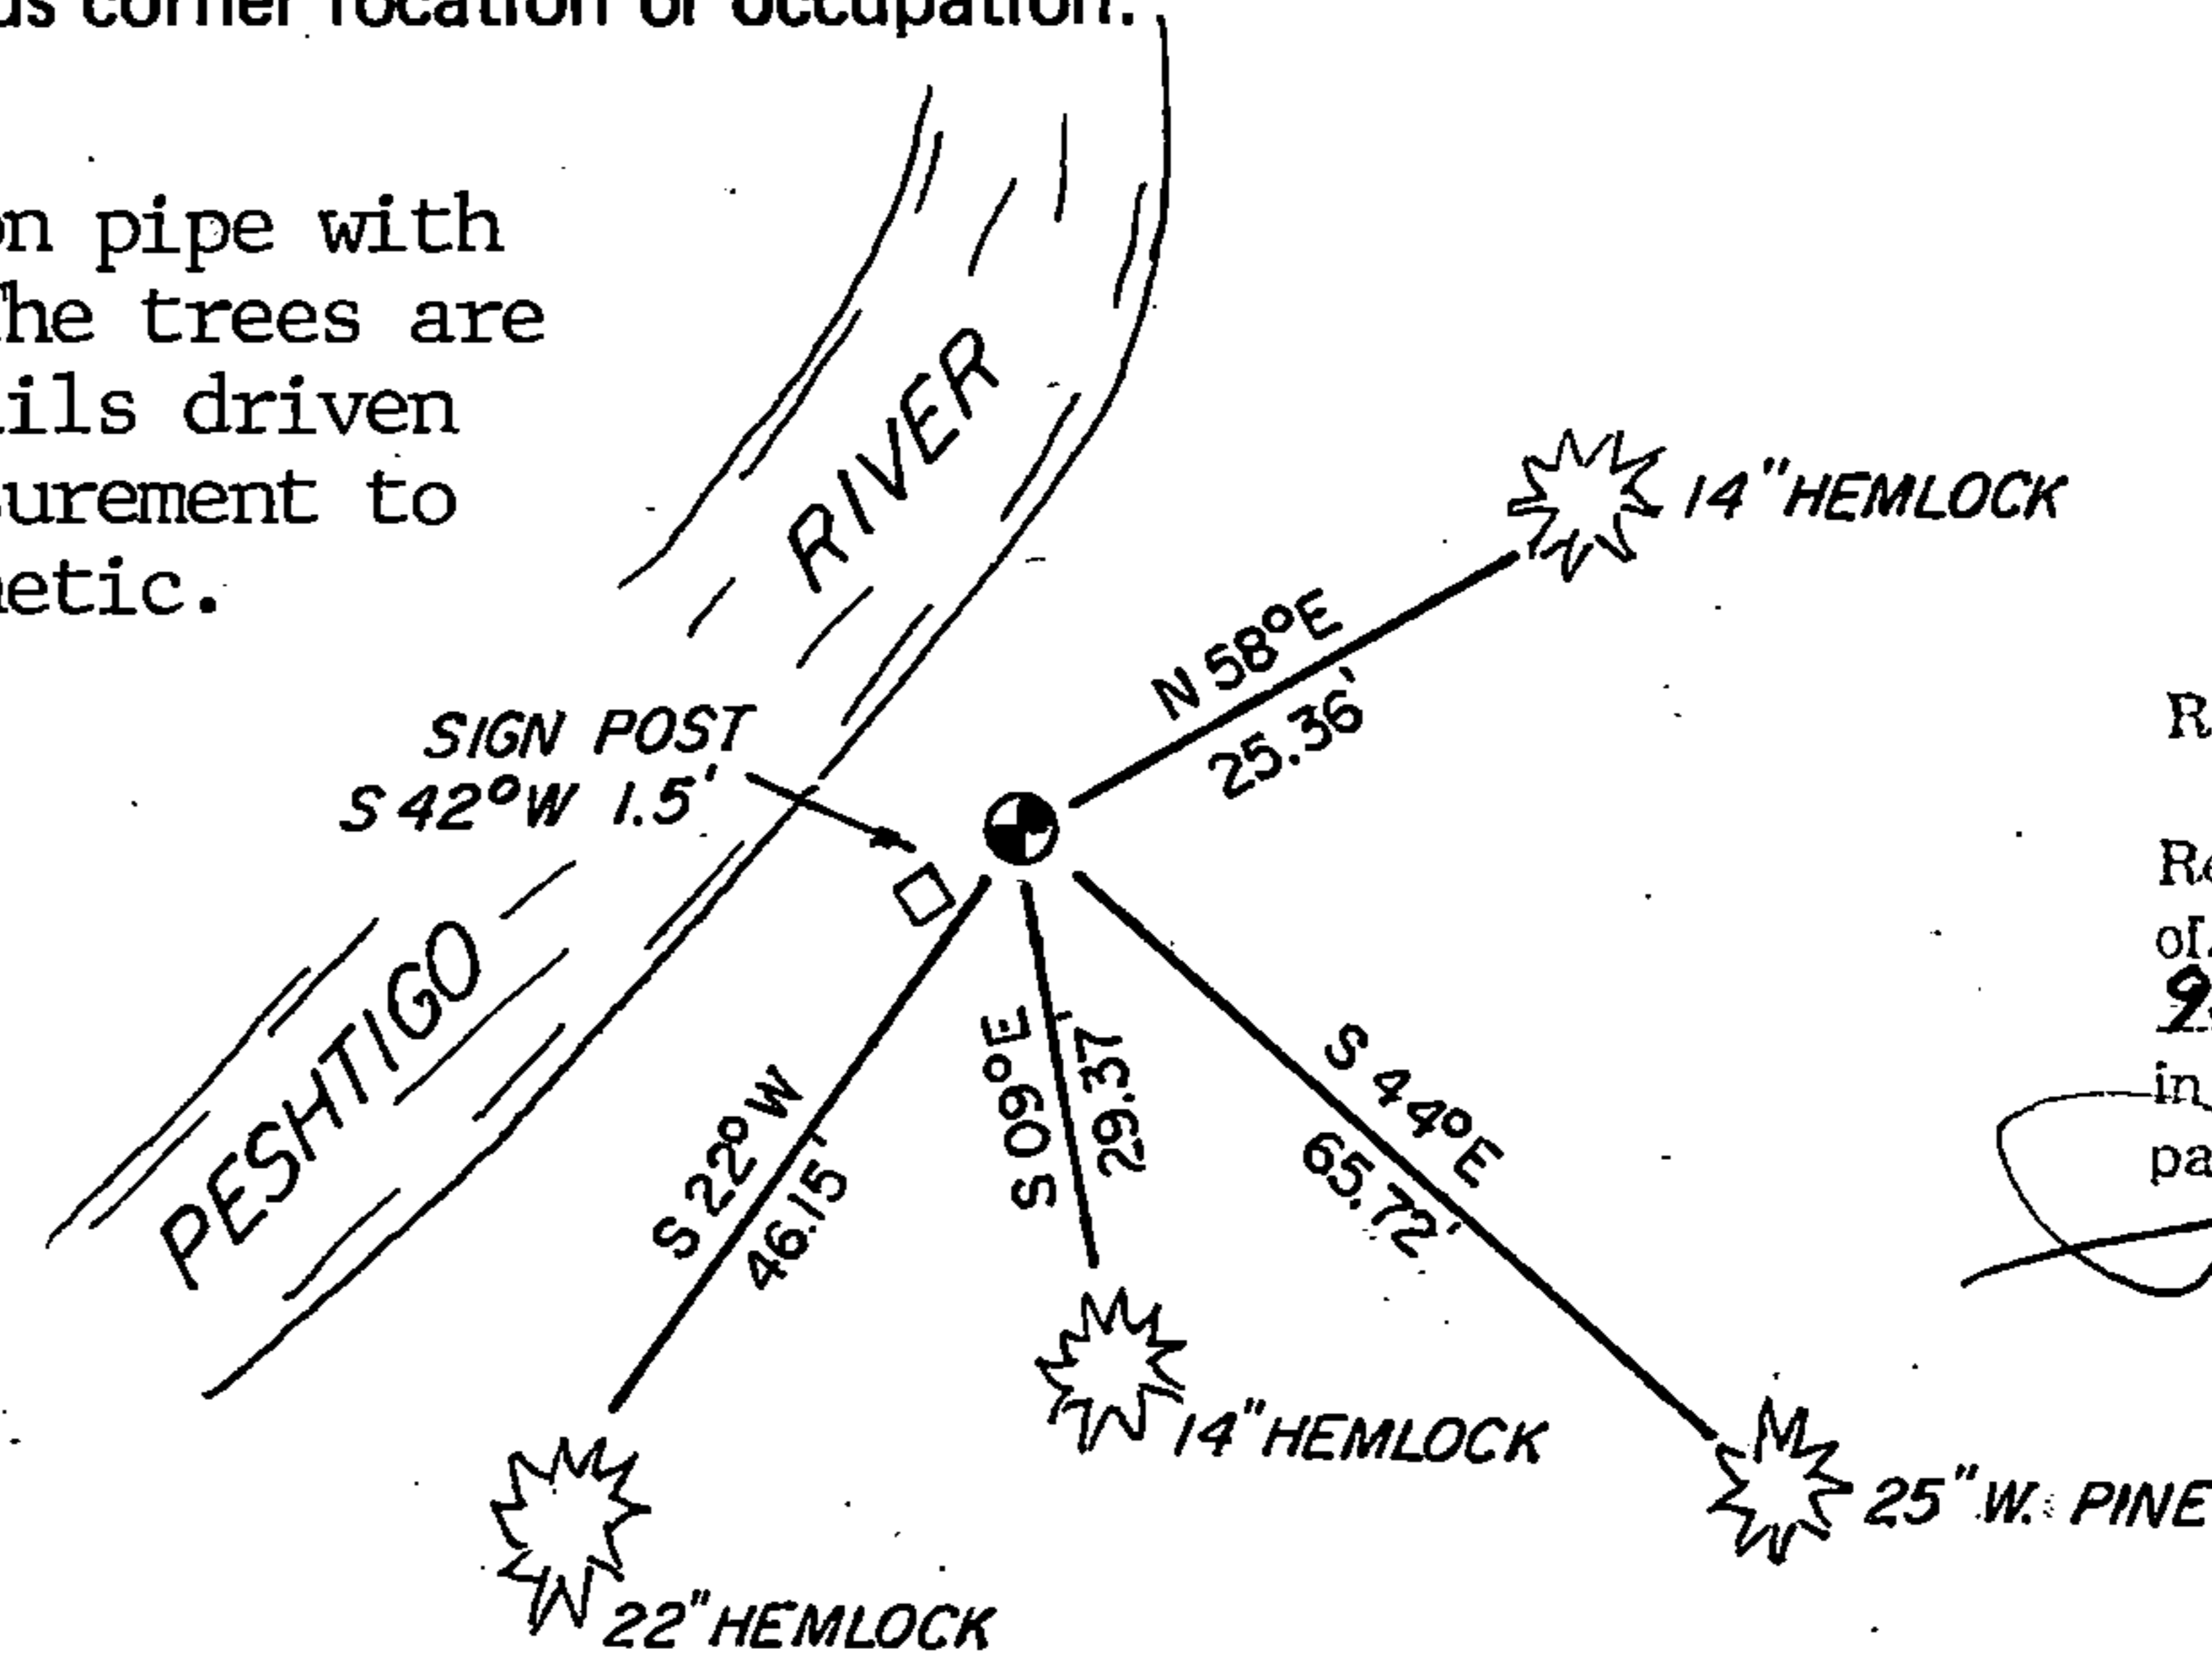 us corner location or occupation.
on pipe with
he trees are
ils driven
urement to
etic.
RIVER
14" HEMLOCK
N 58° E
25.36'
SIGN POST
S 42° W 1.5'
PESHTIGO
S 22° W
46.15'
S 09° E
29.37'
S 44° E
65.72'
14" HEMLOCK
25" W. PINE
22" HEMLOCK
R
Re
of
9
in
pa